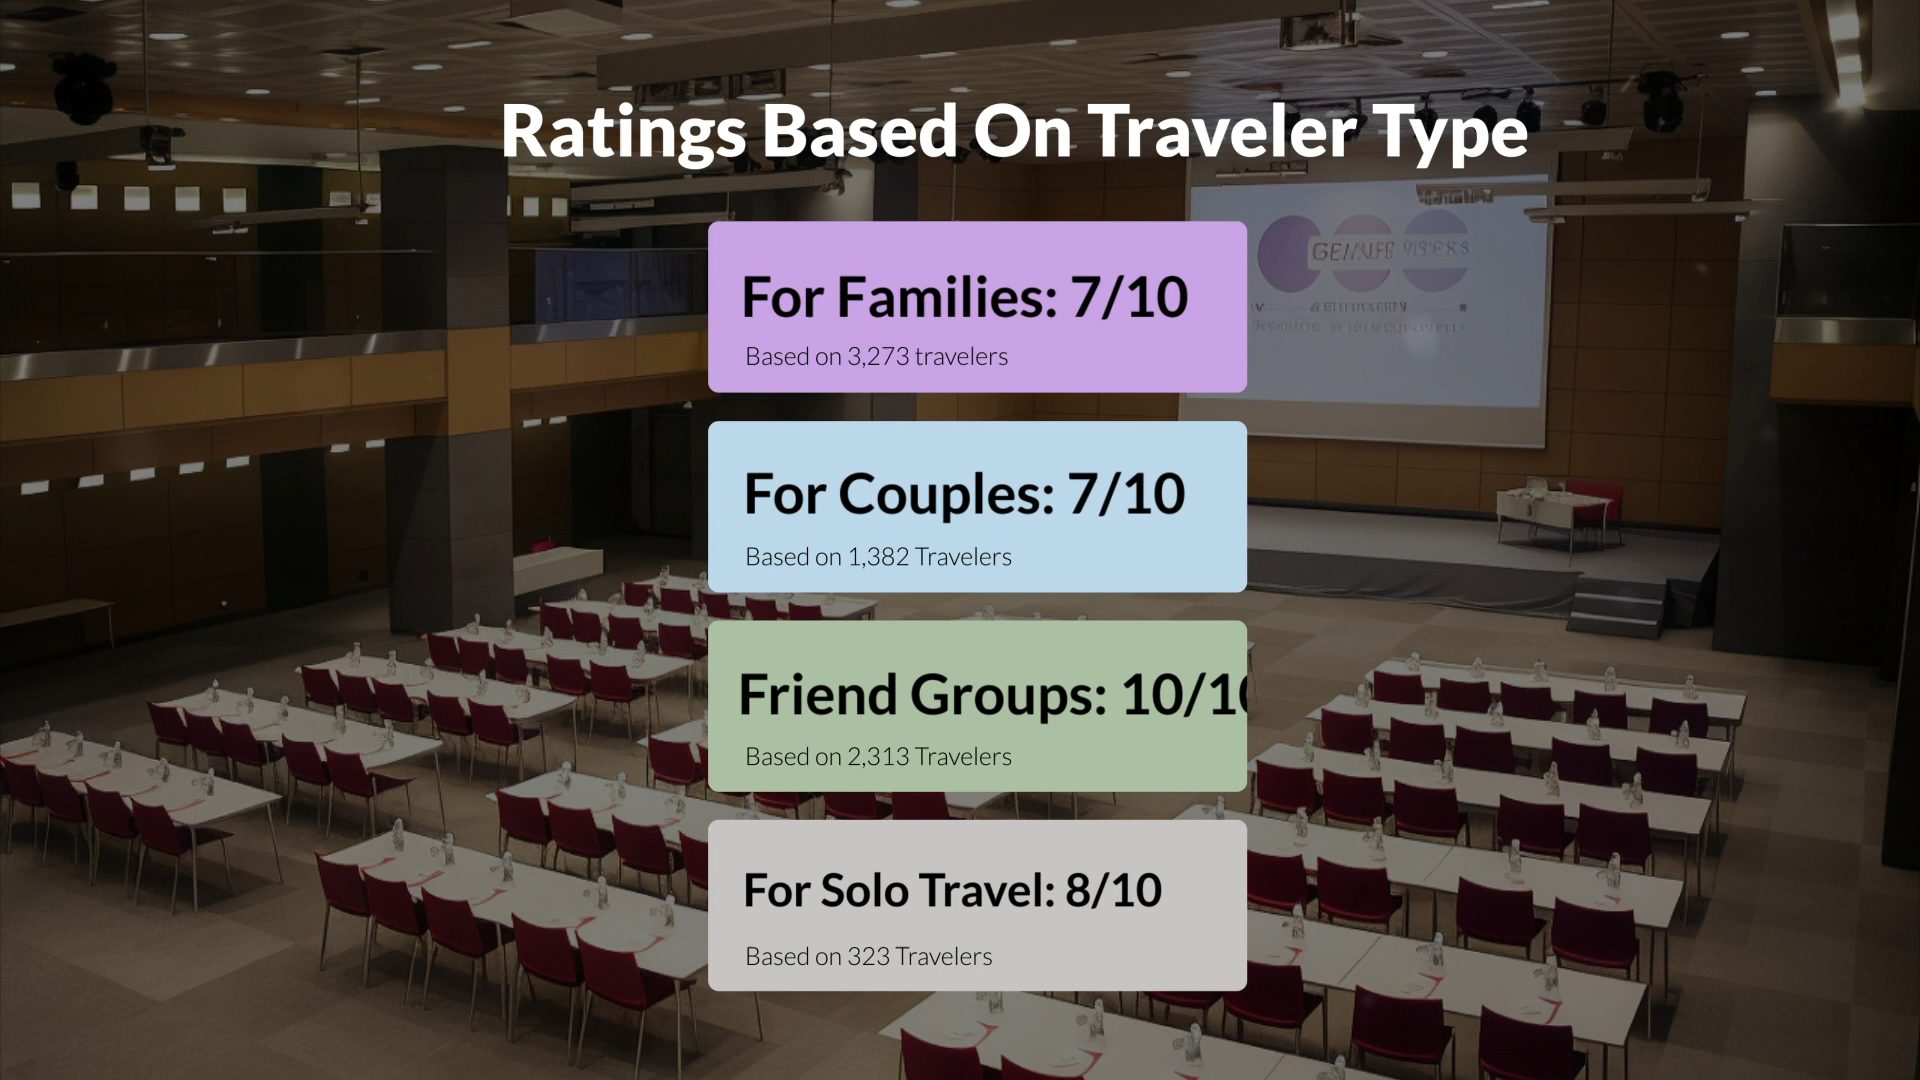 Ratings Based On Traveler Type
For Families: 7/10
Based on 3,273 travelers
For Couples: 7/10
Based on 1,382 Travelers
Friend Groups: 10/10
Based on 2,313 Travelers
For Solo Travel: 8/10
Based on 323 Travelers